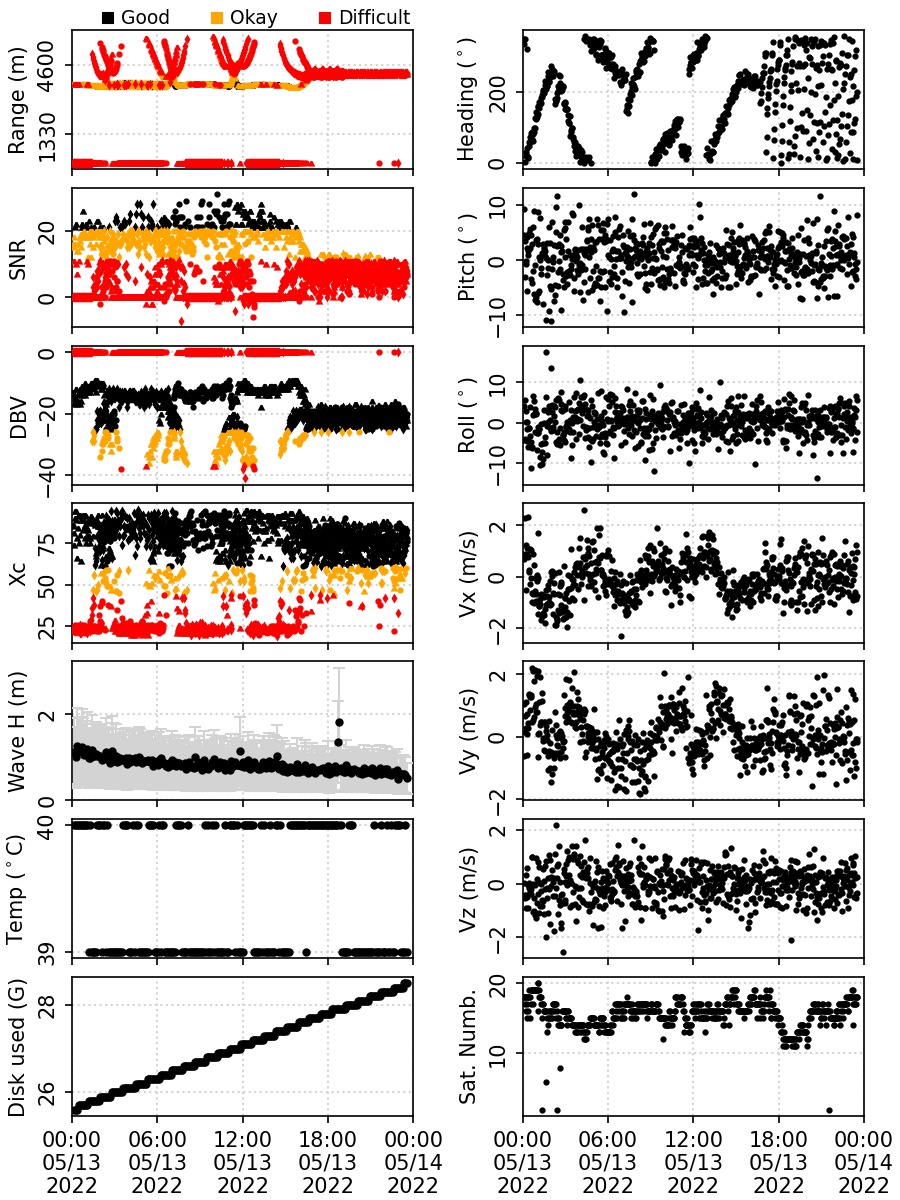 Good Okay Difficult
Range (m)
4600
1330
Heading (°)
200
0
SNR
20
0
Pitch (°)
10
0
−10
DBV
0
−20
−40
Roll (°)
10
0
−10
Xc
75
50
25
Vx (m/s)
2
0
−2
Wave H (m)
2
0
Vy (m/s)
2
0
−2
Temp (°C)
40
39
Vz (m/s)
2
0
−2
Disk used (G)
28
26
Sat. Numb.
20
10
00:00 06:00 12:00 18:00 00:00
05/13 05/13 05/13 05/13 05/14
2022 2022 2022 2022 2022
00:00 06:00 12:00 18:00 00:00
05/13 05/13 05/13 05/13 05/14
2022 2022 2022 2022 2022